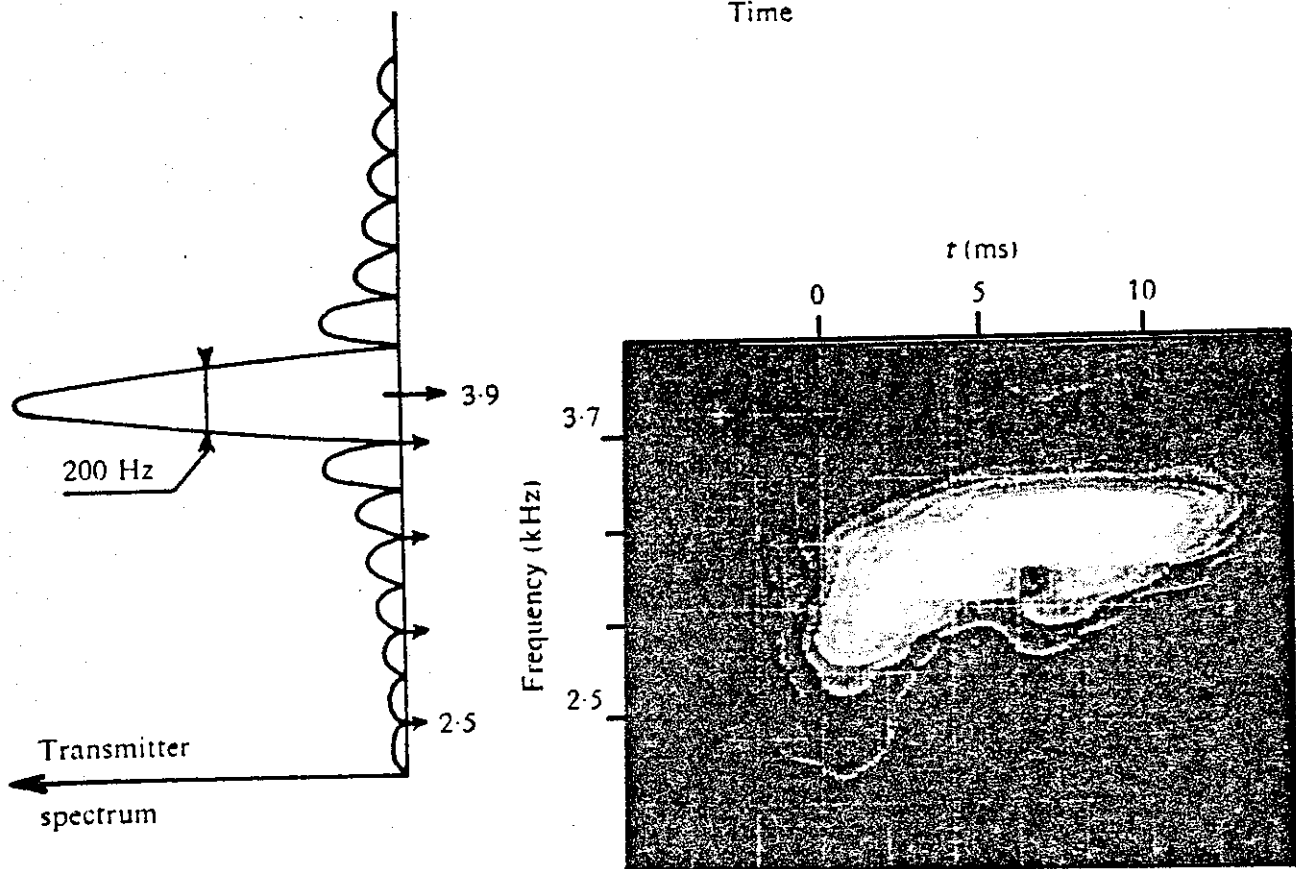 Time
t (ms)
0 5 10
3·9
3·7
200 Hz
Frequency (kHz)
2·5
2·5
Transmitter
spectrum